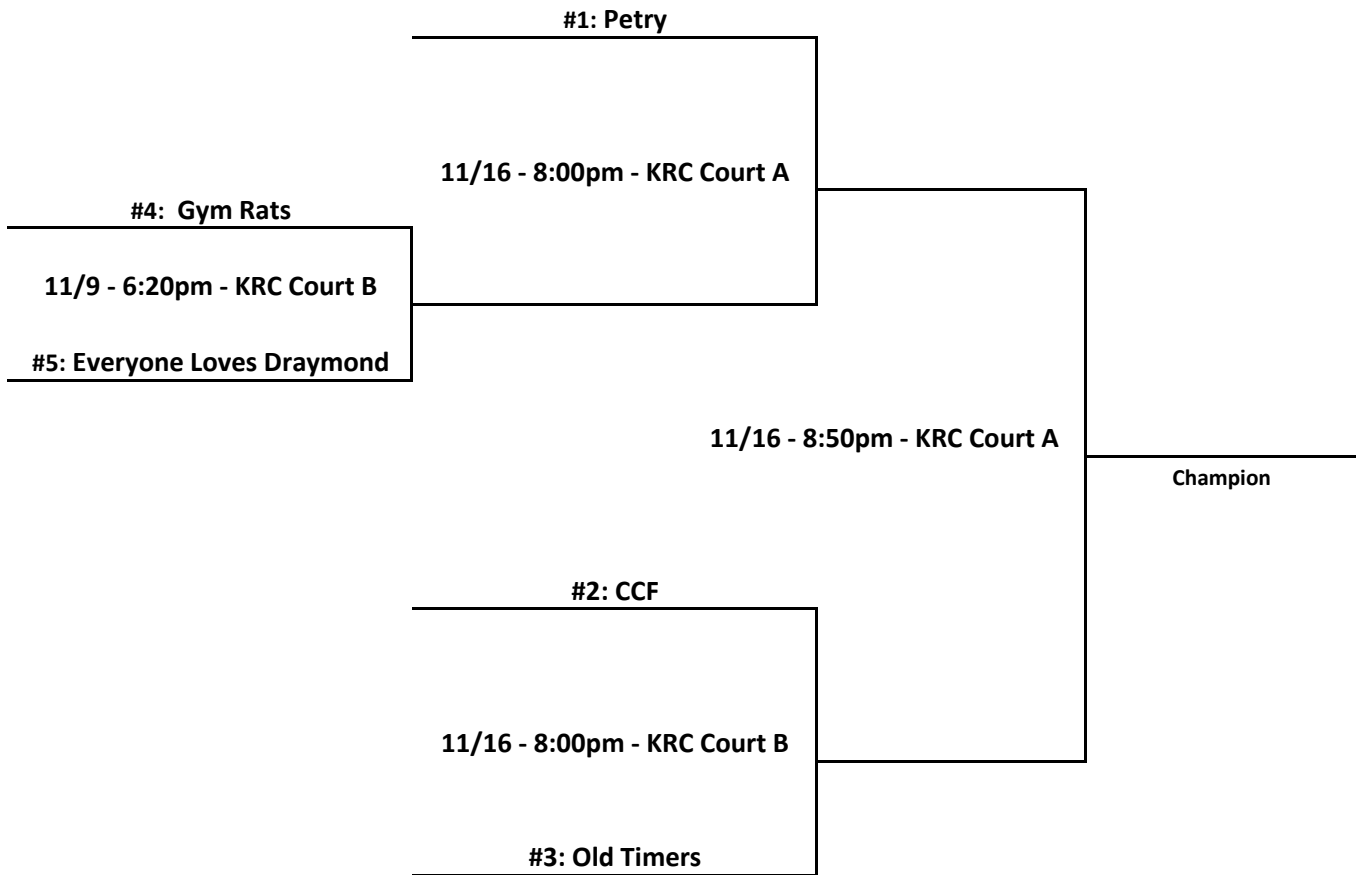 #1: Petry
11/16 - 8:00pm - KRC Court A
#4:  Gym Rats
11/9 - 6:20pm - KRC Court B
#5: Everyone Loves Draymond
11/16 - 8:50pm - KRC Court A
Champion
#2: CCF
11/16 - 8:00pm - KRC Court B
#3: Old Timers